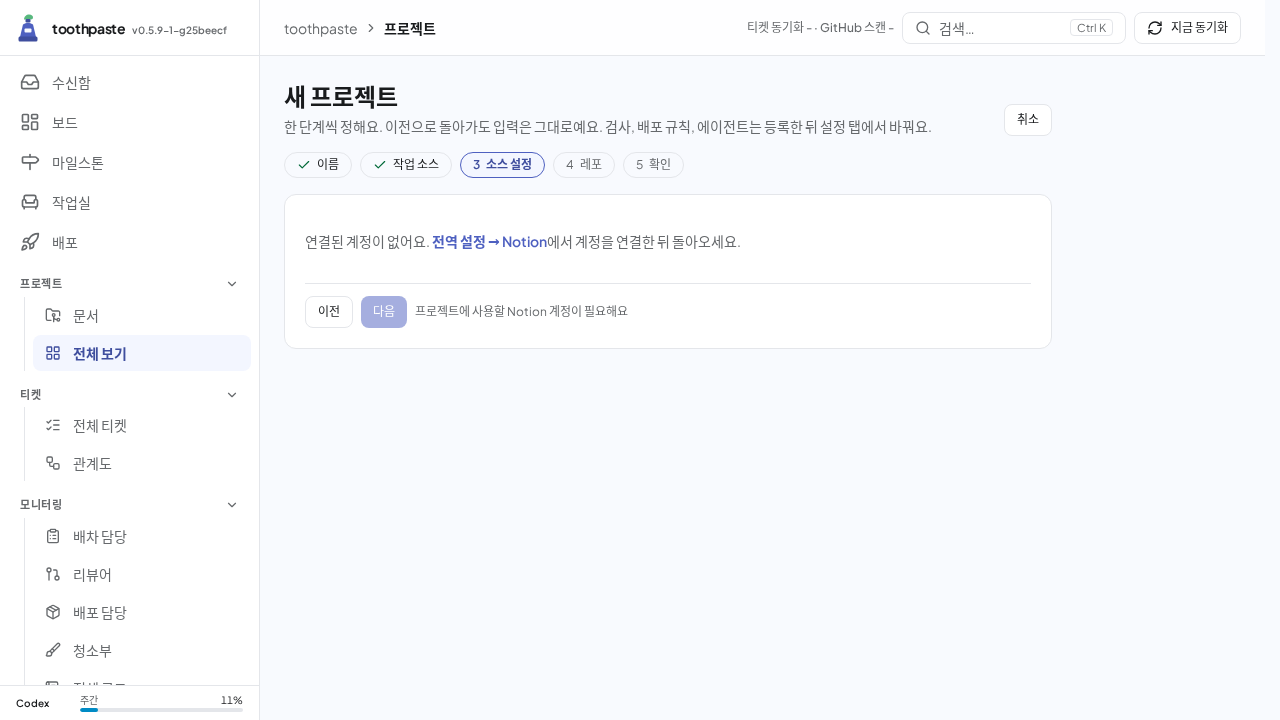 toothpaste v0.5.9-1-g25beecf
수신함
보드
마일스톤
작업실
배포
프로젝트
문서
전체 보기
티켓
전체 티켓
관계도
모니터링
배차 담당
리뷰어
배포 담당
청소부
Codex 주간 11%
toothpaste > 프로젝트
티켓 동기화 - · GitHub 스캔 -
검색... Ctrl K
지금 동기화
새 프로젝트
한 단계씩 정해요. 이전으로 돌아가도 입력은 그대로예요. 검사, 배포 규칙, 에이전트는 등록한 뒤 설정 탭에서 바꿔요.
취소
이름 작업 소스 3 소스 설정 4 레포 5 확인
연결된 계정이 없어요. 전역 설정 → Notion에서 계정을 연결한 뒤 돌아오세요.
이전 다음 프로젝트에 사용할 Notion 계정이 필요해요